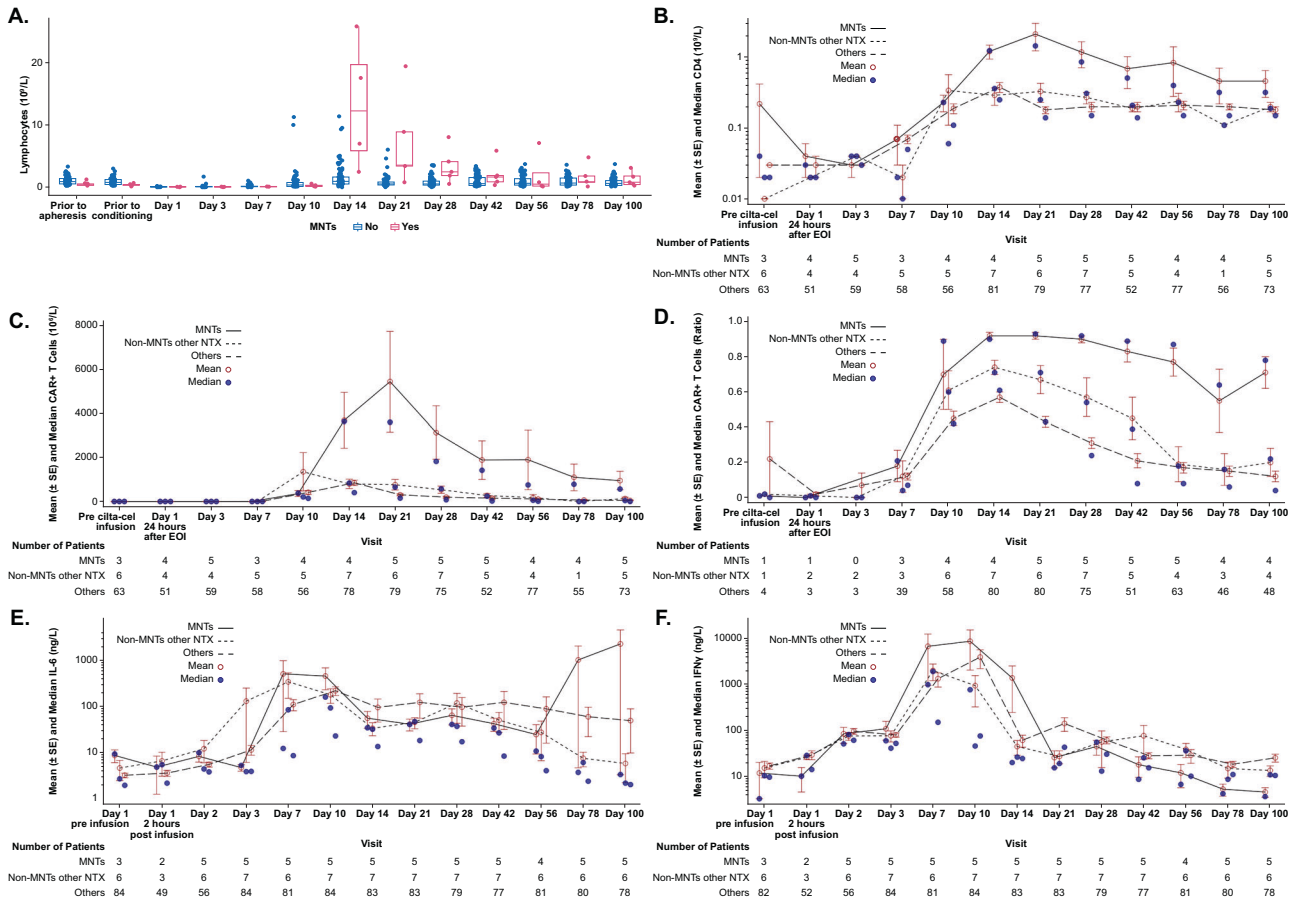 A.
Lymphocytes (10⁹/L)
20
10
0
Prior to apheresis
Prior to conditioning
Day 1
Day 3
Day 7
Day 10
Day 14
Day 21
Day 28
Day 42
Day 56
Day 78
Day 100
MNTs No Yes
B.
Mean (± SE) and Median CD4 (10⁹/L)
1
0.1
0.01
MNTs
Non-MNTs other NTX
Others
Mean
Median
Pre cilta-cel infusion
Day 1 24 hours after EOI
Day 3
Day 7
Day 10
Day 14
Day 21
Day 28
Day 42
Day 56
Day 78
Day 100
Visit
Number of Patients
MNTs 3 4 5 3 4 4 5 5 5 4 4 5
Non-MNTs other NTX 6 4 4 5 5 7 6 7 5 4 1 5
Others 63 51 59 58 56 81 79 77 52 77 56 73
C.
Mean (± SE) and Median CAR+ T Cells (10⁶/L)
8000
6000
4000
2000
0
MNTs
Non-MNTs other NTX
Others
Mean
Median
Pre cilta-cel infusion
Day 1 24 hours after EOI
Day 3
Day 7
Day 10
Day 14
Day 21
Day 28
Day 42
Day 56
Day 78
Day 100
Visit
Number of Patients
MNTs 3 4 5 3 4 4 5 5 5 4 4 5
Non-MNTs other NTX 6 4 4 5 5 7 6 7 5 4 1 5
Others 63 51 59 58 56 78 79 75 52 77 55 73
D.
Mean (± SE) and Median CAR+ T Cells (Ratio)
1.0
0.8
0.6
0.4
0.2
0
MNTs
Non-MNTs other NTX
Others
Mean
Median
Pre cilta-cel infusion
Day 1 24 hours after EOI
Day 3
Day 7
Day 10
Day 14
Day 21
Day 28
Day 42
Day 56
Day 78
Day 100
Visit
Number of Patients
MNTs 1 1 0 3 4 4 5 5 5 5 4 4
Non-MNTs other NTX 1 2 2 3 6 7 6 7 5 4 3 4
Others 4 3 3 39 58 80 80 75 51 63 46 48
E.
Mean (± SE) and Median IL-6 (ng/L)
1000
100
10
1
MNTs
Non-MNTs other NTX
Others
Mean
Median
Day 1 pre infusion
Day 1 2 hours post infusion
Day 2
Day 3
Day 7
Day 10
Day 14
Day 21
Day 28
Day 42
Day 56
Day 78
Day 100
Visit
Number of Patients
MNTs 3 2 5 5 5 5 5 5 5 5 4 5 5
Non-MNTs other NTX 6 3 6 7 6 7 7 7 7 7 6 6 6
Others 84 49 56 84 81 84 83 83 79 77 81 80 78
F.
Mean (± SE) and Median IFNγ (ng/L)
10000
1000
100
10
MNTs
Non-MNTs other NTX
Others
Mean
Median
Day 1 pre infusion
Day 1 2 hours post infusion
Day 2
Day 3
Day 7
Day 10
Day 14
Day 21
Day 28
Day 42
Day 56
Day 78
Day 100
Visit
Number of Patients
MNTs 3 2 5 5 5 5 5 5 5 5 4 5 5
Non-MNTs other NTX 6 3 6 7 6 7 7 7 7 7 6 6 6
Others 82 52 56 84 81 84 83 83 79 77 81 80 78